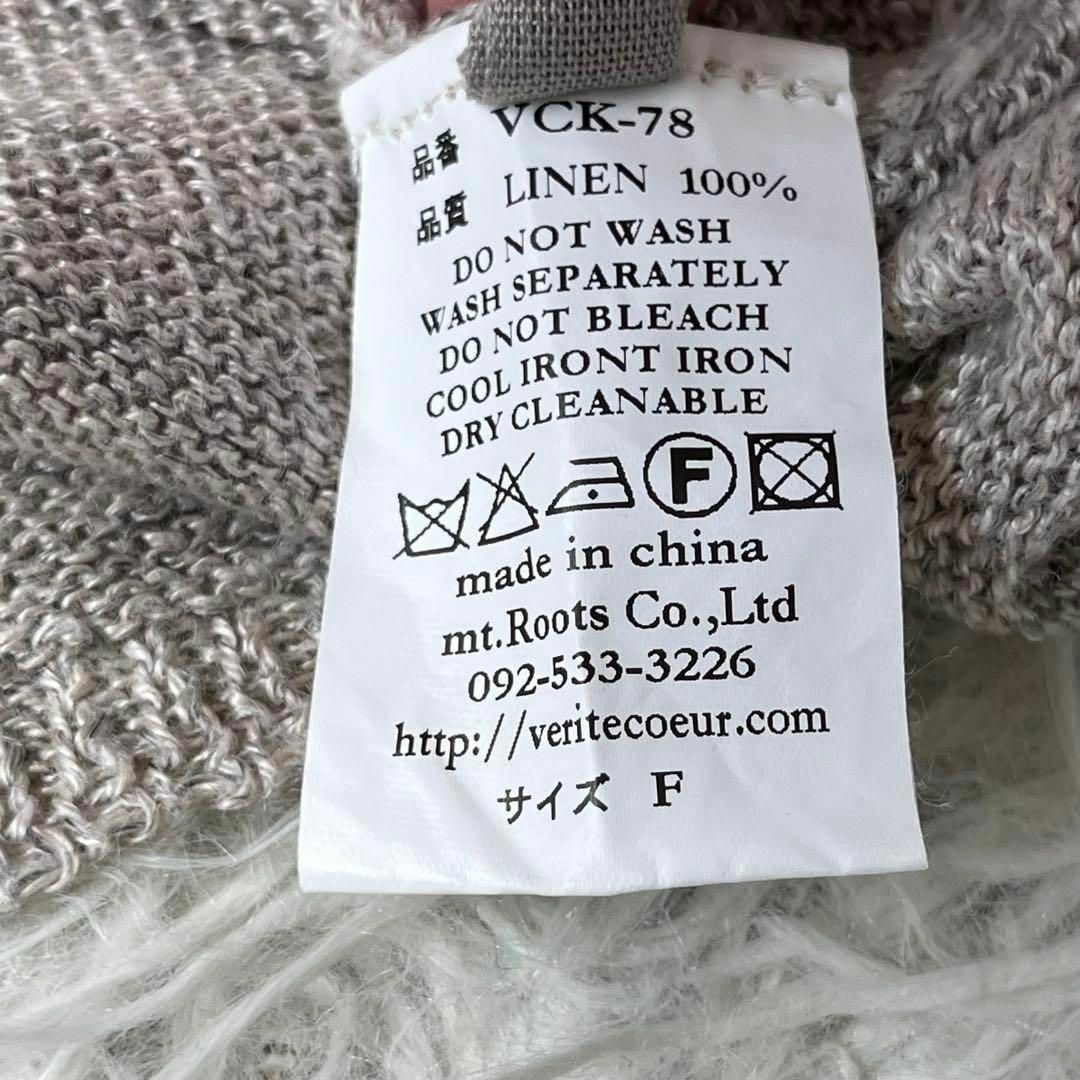 品番 VCK-78
品質 LINEN 100%
DO NOT WASH
WASH SEPARATELY
DO NOT BLEACH
COOL IRONT IRON
DRY CLEANABLE
F
made in china
mt.Roots Co.,Ltd
092-533-3226
http://veritecoeur.com
サイズ F